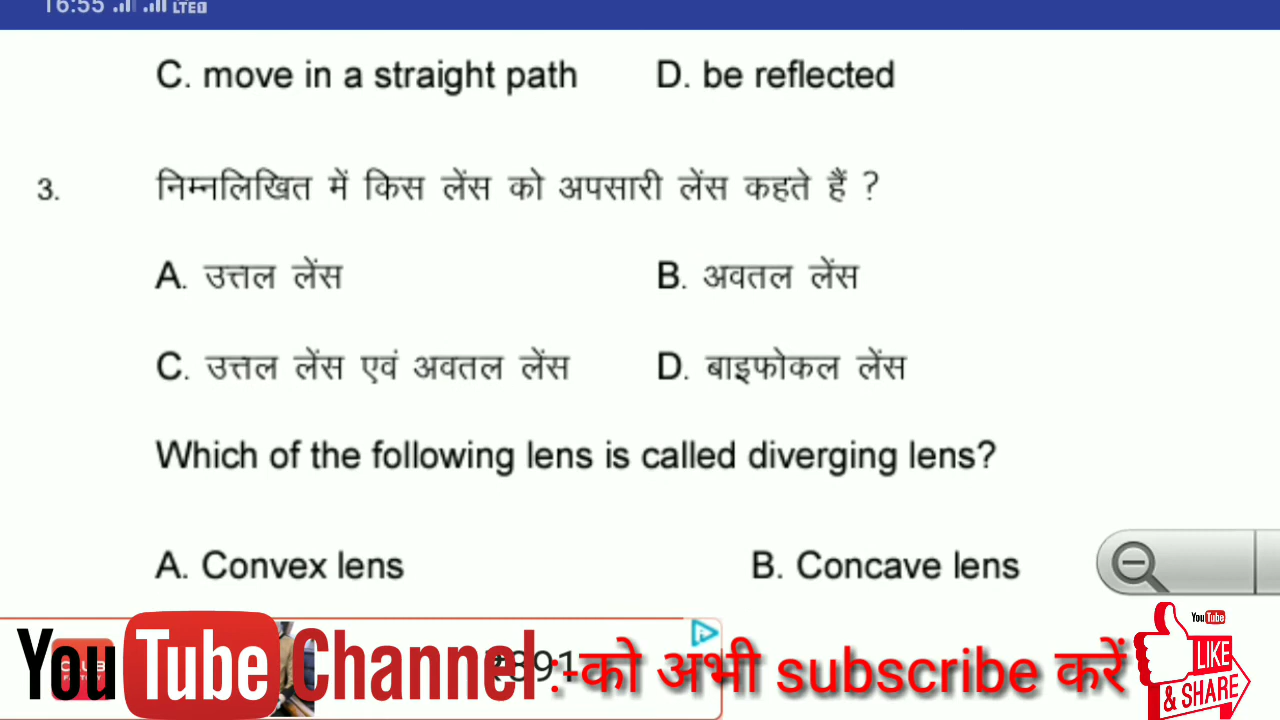 16:55 LTE
C. move in a straight path D. be reflected
3. निम्नलिखित में किस लेंस को अपसारी लेंस कहते हैं ?
A. उत्तल लेंस B. अवतल लेंस
C. उत्तल लेंस एवं अवतल लेंस D. बाइफोकल लेंस
Which of the following lens is called diverging lens?
A. Convex lens B. Concave lens
YouTube Channel :-को अभी subscribe करें
YouTube
LIKE
& SHARE